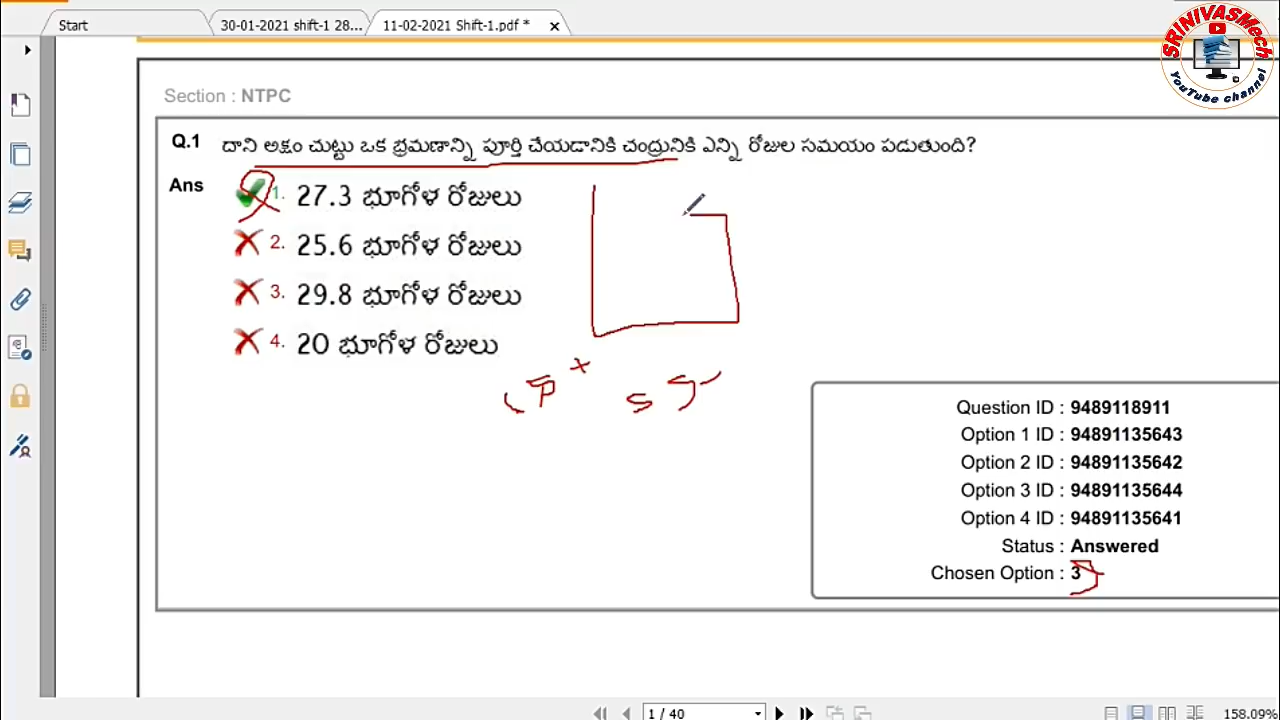 Start
30-01-2021 shift-1 28...
11-02-2021 Shift-1.pdf *
SRINIVASMech
YouTube channel
Section : NTPC
Q.1 దాని అక్షం చుట్టు ఒక భ్రమణాన్ని పూర్తి చేయడానికి చంద్రునికి ఎన్ని రోజుల సమయం పడుతుంది?
Ans
1. 27.3 భూగోళ రోజులు
2. 25.6 భూగోళ రోజులు
3. 29.8 భూగోళ రోజులు
4. 20 భూగోళ రోజులు
Question ID : 9489118911
Option 1 ID : 94891135643
Option 2 ID : 94891135642
Option 3 ID : 94891135644
Option 4 ID : 94891135641
Status : Answered
Chosen Option : 3
1 / 40
158.09%